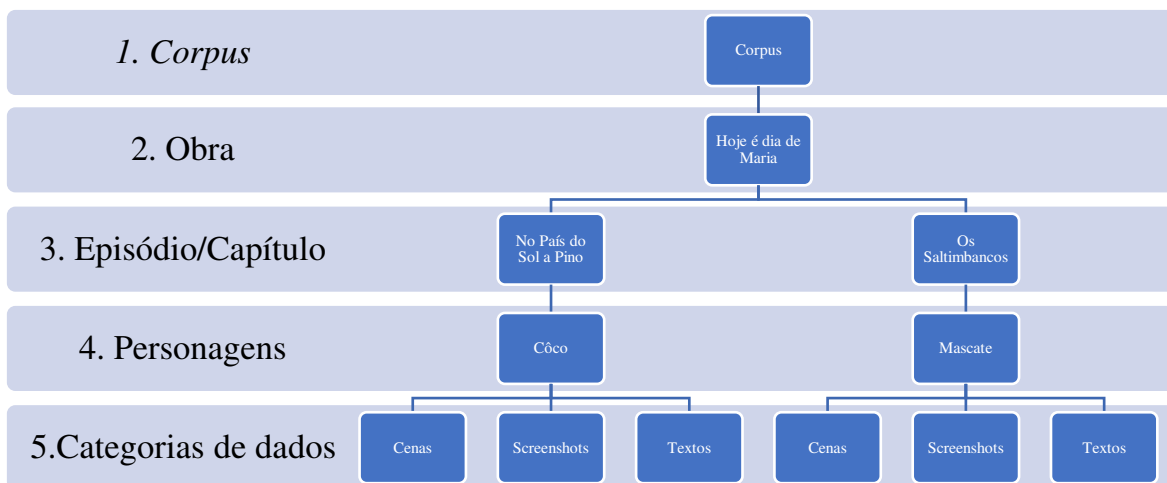 1. Corpus
Corpus
2. Obra
Hoje é dia de
Maria
3. Episódio/Capítulo
No País do
Sol a Pino
Os
Saltimbancos
4. Personagens
Côco
Mascate
5.Categorias de dados
Cenas
Screenshots
Textos
Cenas
Screenshots
Textos